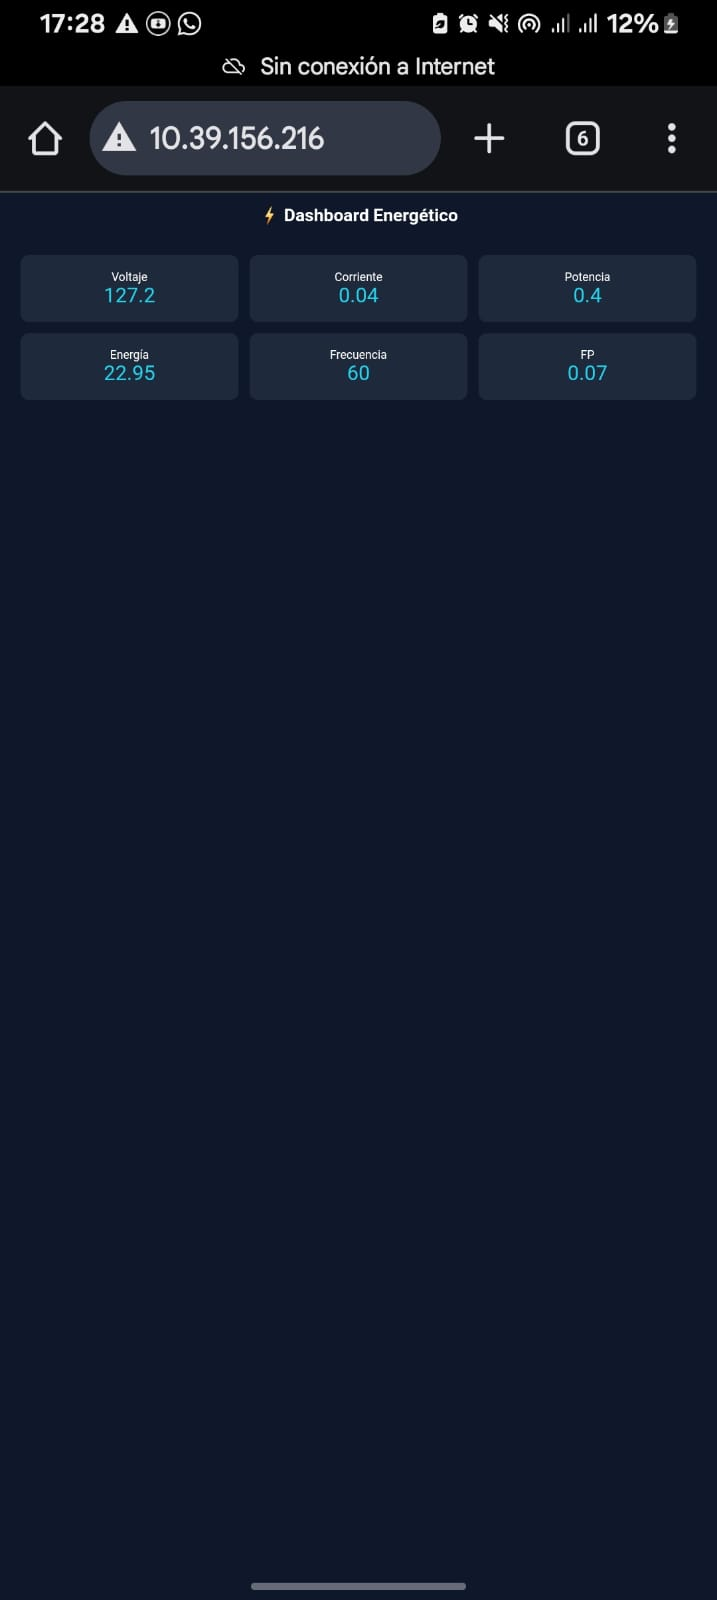 17:28 12%
Sin conexión a Internet
10.39.156.216 6
Dashboard Energético
Voltaje Corriente Potencia
127.2 0.04 0.4
Energía Frecuencia FP
22.95 60 0.07